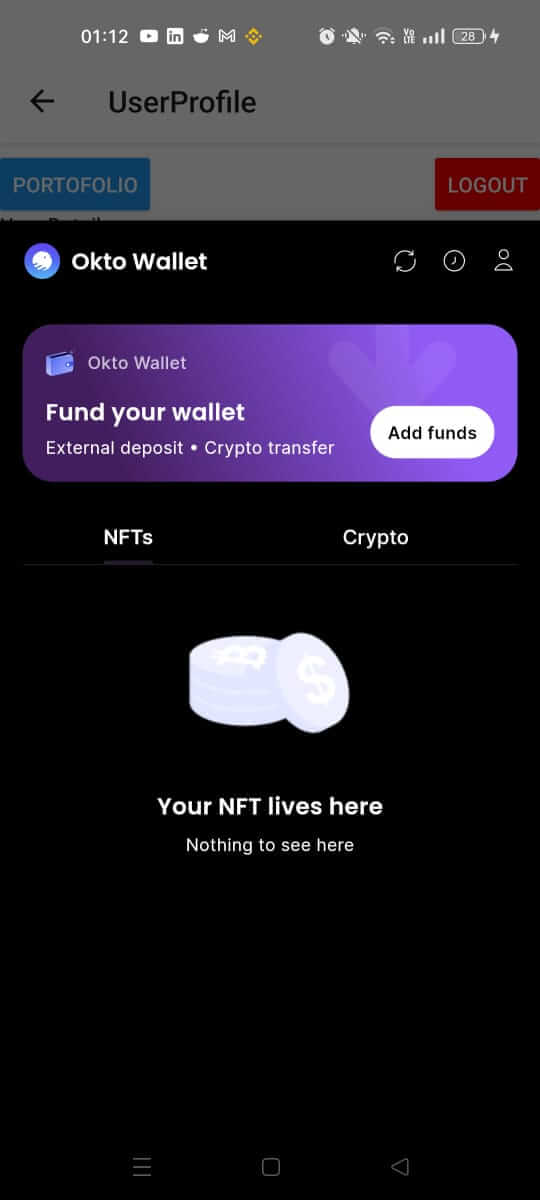 01:12
VoLTE
28
UserProfile
PORTOFOLIO
LOGOUT
Okto Wallet
Okto Wallet
Fund your wallet
External deposit • Crypto transfer
Add funds
NFTs
Crypto
Your NFT lives here
Nothing to see here